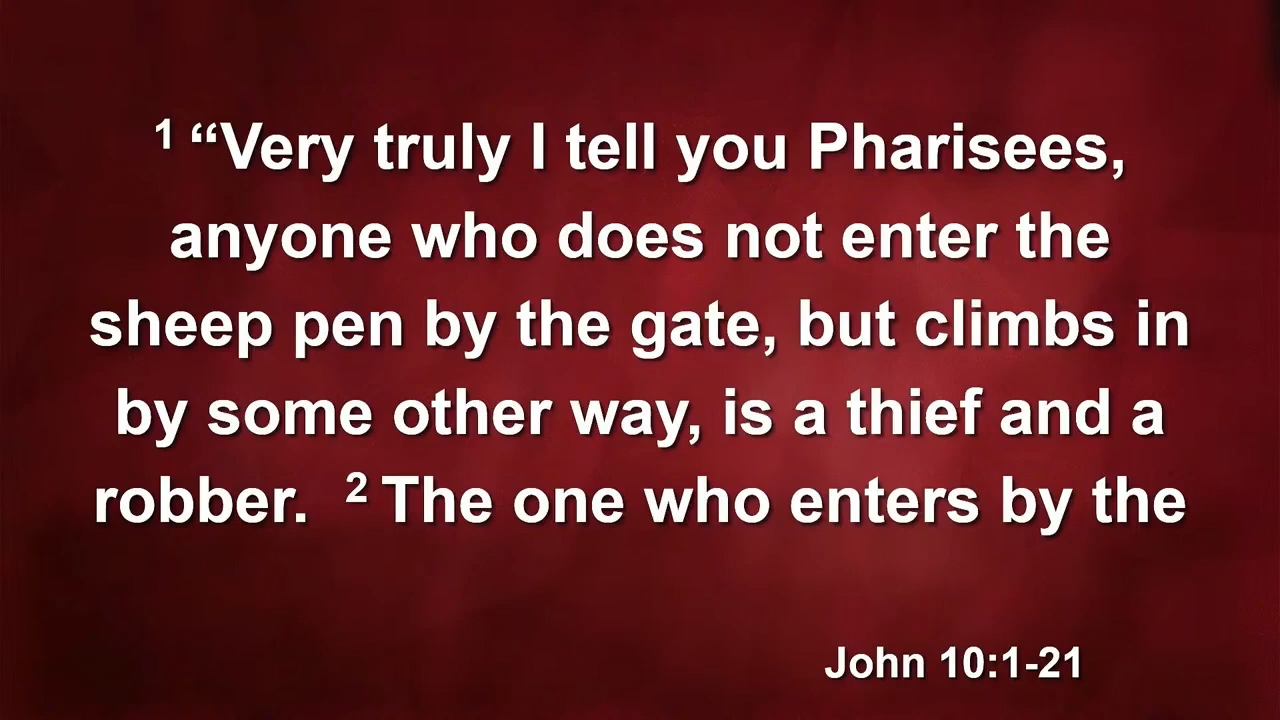 1 “Very truly I tell you Pharisees,
anyone who does not enter the
sheep pen by the gate, but climbs in
by some other way, is a thief and a
robber. 2 The one who enters by the
John 10:1-21